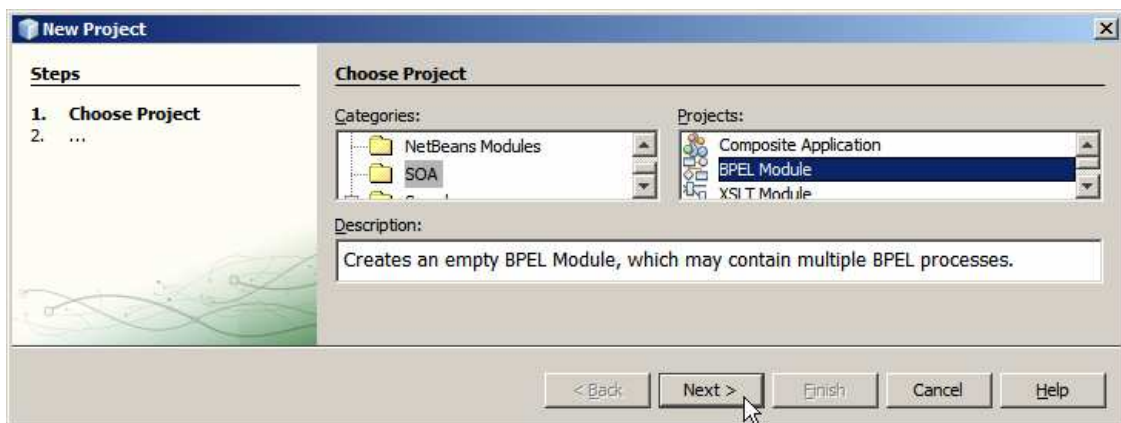 New Project
Steps
1. Choose Project
2. ...
Choose Project
Categories:
NetBeans Modules
SOA
Projects:
Composite Application
BPEL Module
XSLT Module
Description:
Creates an empty BPEL Module, which may contain multiple BPEL processes.
< Back
Next >
Finish
Cancel
Help